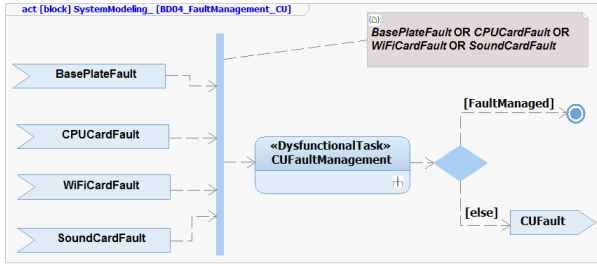 act [block] SystemModeling_ [BD04_FaultManagement_CU]
BasePlateFault OR CPUCardFault OR
WiFiCardFault OR SoundCardFault
BasePlateFault
CPUCardFault
WiFiCardFault
SoundCardFault
«DysfunctionalTask»
CUFaultManagement
[FaultManaged]
[else]
CUFault